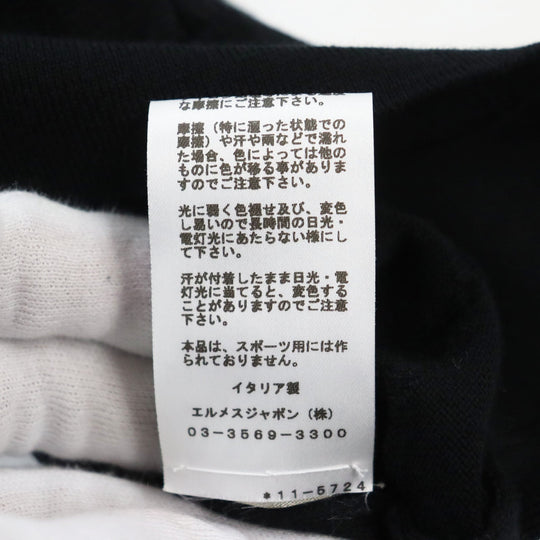 な摩擦にご注意下さい。
摩擦（特に湿った状態での
摩擦）や汗や雨などで濡れ
た場合、色によっては他の
ものに色が移る事がありま
すのでご注意下さい。
光に弱く色褪せ及び、変色
し易いので長時間の日光・
電灯光にあたらない様にし
て下さい。
汗が付着したまま日光・電
灯光に当てると、変色する
ことがありますのでご注意下
さい。
本品は、スポーツ用には作
られておりません。
イタリア製
エルメスジャポン（株）
03-3569-3300
*11-5724